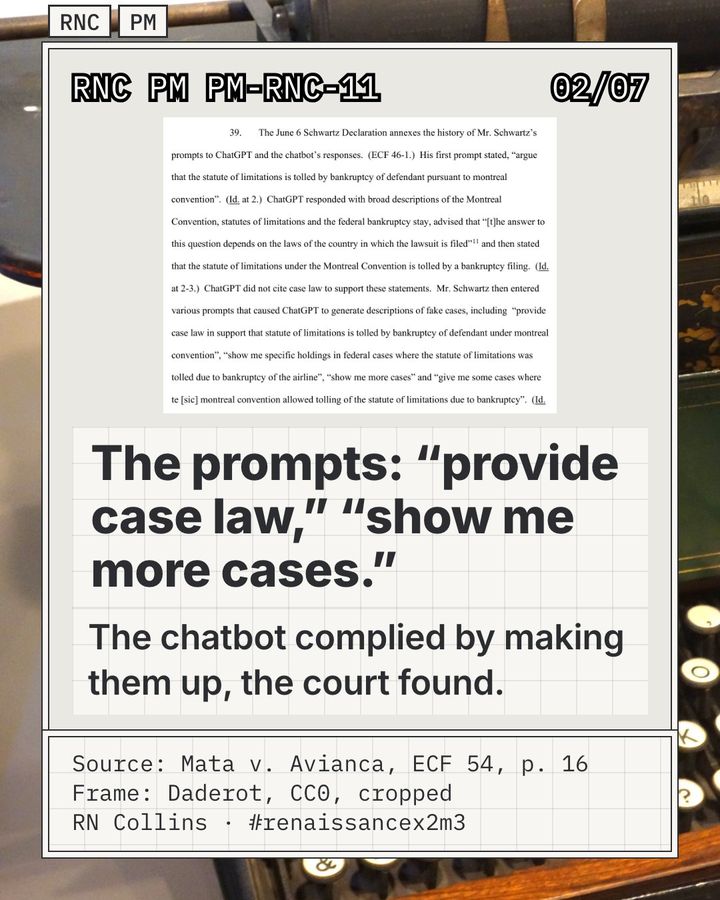 RNC PM
RNC PM PM-RNC-11 02/07
39. The June 6 Schwartz Declaration annexes the history of Mr. Schwartz’s
prompts to ChatGPT and the chatbot’s responses. (ECF 46-1.) His first prompt stated, “argue
that the statute of limitations is tolled by bankruptcy of defendant pursuant to montreal
convention”. (Id. at 2.) ChatGPT responded with broad descriptions of the Montreal
Convention, statutes of limitations and the federal bankruptcy stay, advised that “[t]he answer to
this question depends on the laws of the country in which the lawsuit is filed”11 and then stated
that the statute of limitations under the Montreal Convention is tolled by a bankruptcy filing. (Id.
at 2-3.) ChatGPT did not cite case law to support these statements. Mr. Schwartz then entered
various prompts that caused ChatGPT to generate descriptions of fake cases, including “provide
case law in support that statute of limitations is tolled by bankruptcy of defendant under montreal
convention”, “show me specific holdings in federal cases where the statute of limitations was
tolled due to bankruptcy of the airline”, “show me more cases” and “give me some cases where
te [sic] montreal convention allowed tolling of the statute of limitations due to bankruptcy”. (Id.
The prompts: “provide
case law,” “show me
more cases.”
The chatbot complied by making
them up, the court found.
Source: Mata v. Avianca, ECF 54, p. 16
Frame: Daderot, CC0, cropped
RN Collins · #renaissancex2m3